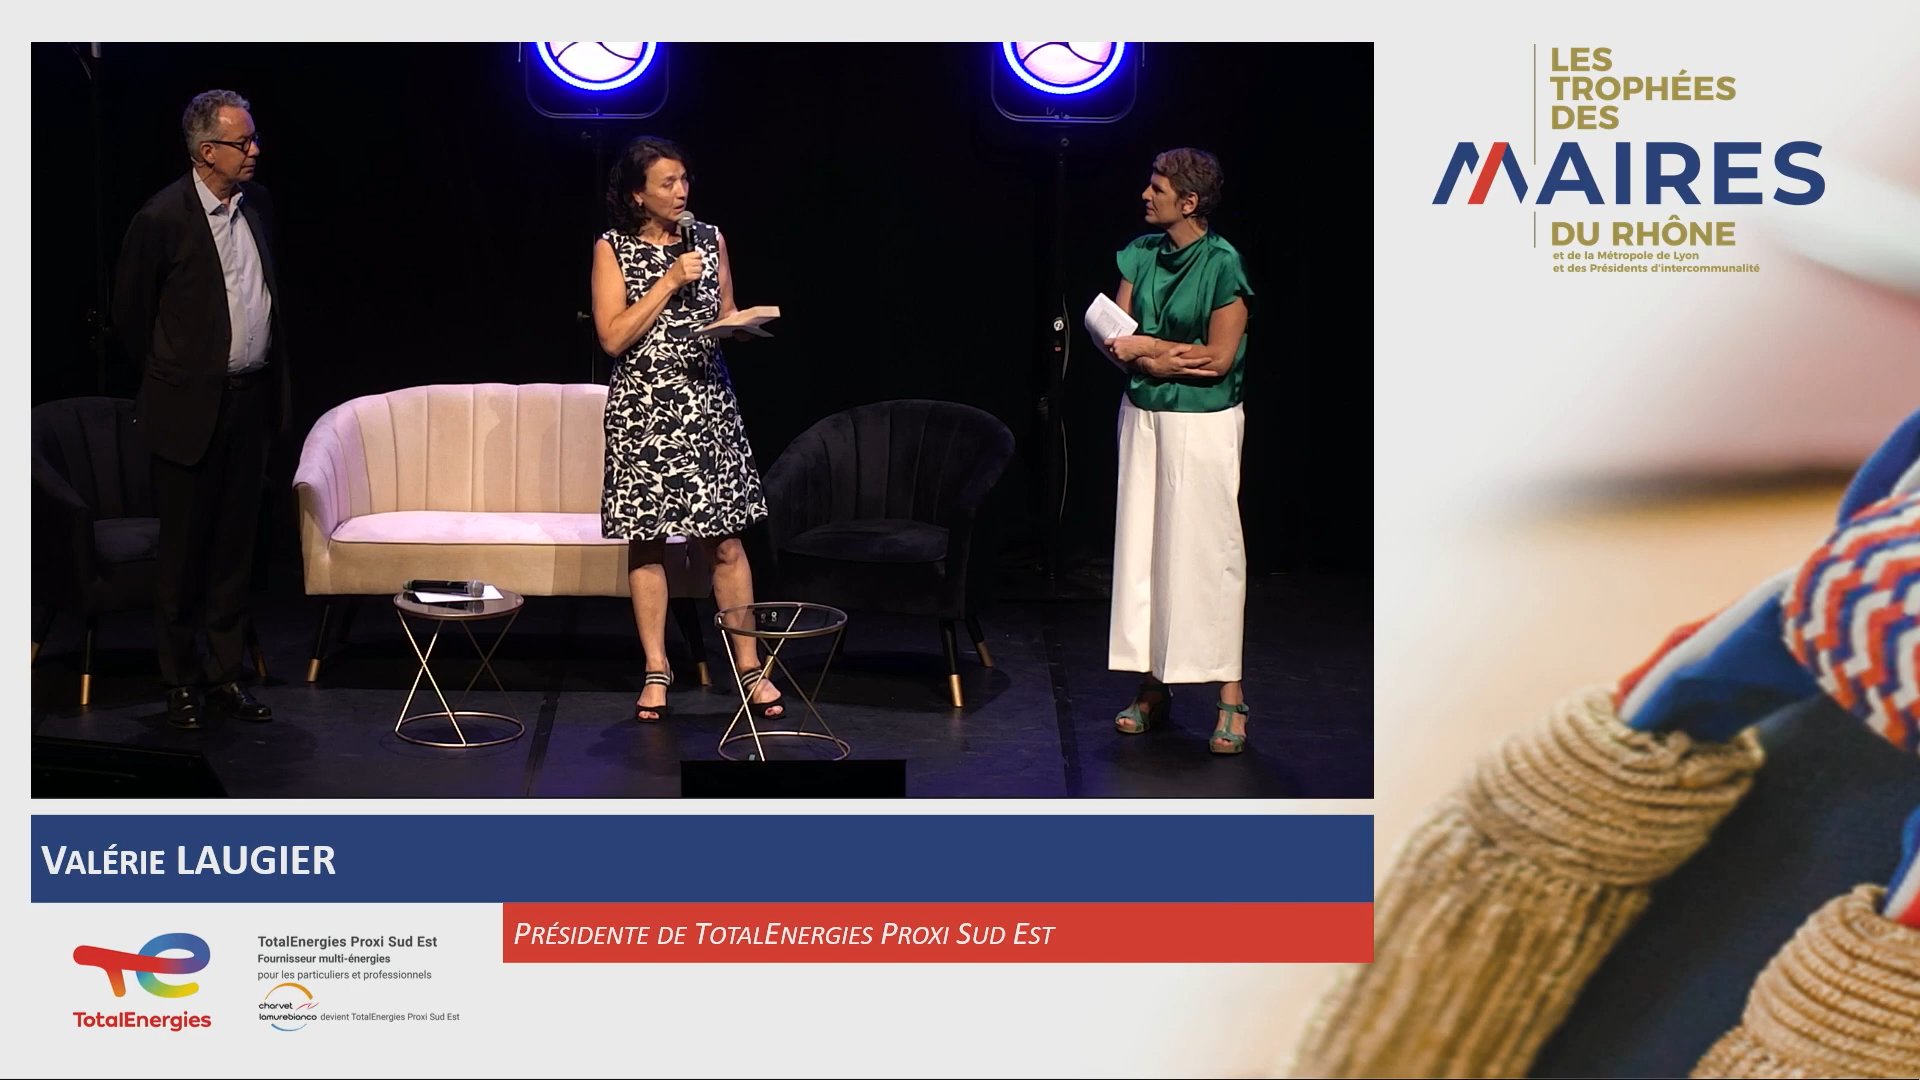 LES
TROPHÉES
DES
MAIRES
DU RHÔNE
et de la Métropole de Lyon
et des Présidents d'intercommunalité
VALÉRIE LAUGIER
PRÉSIDENTE DE TOTALENERGIES PROXI SUD EST
TotalEnergies
TotalEnergies Proxi Sud Est
Fournisseur multi-énergies
pour les particuliers et professionnels
charvet
lamurebianco devient TotalEnergies Proxi Sud Est